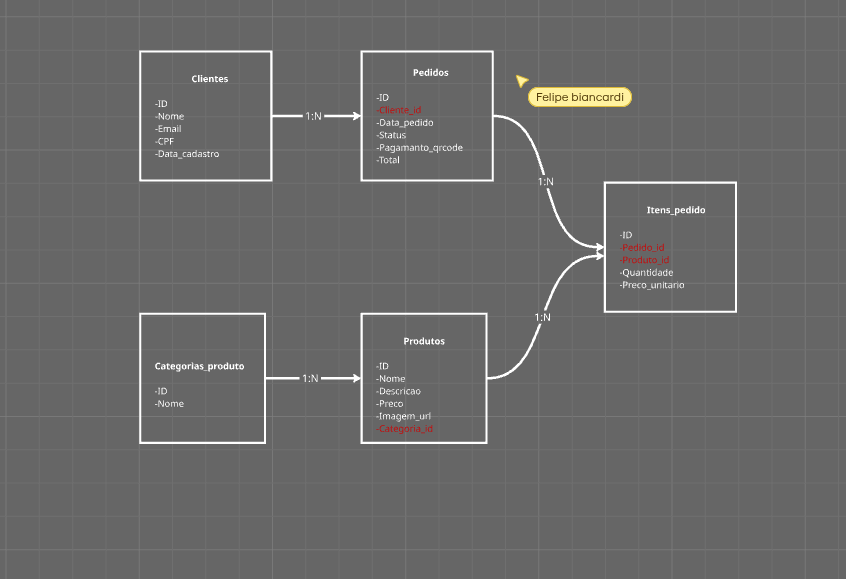 Clientes
-ID
-Nome
-Email
-CPF
-Data_cadastro
1:N
Pedidos
-ID
-Cliente_id
-Data_pedido
-Status
-Pagamanto_qrcode
-Total
Felipe biancardi
1:N
Itens_pedido
-ID
-Pedido_id
-Produto_id
-Quantidade
-Preco_unitario
1:N
Categorias_produto
-ID
-Nome
1:N
Produtos
-ID
-Nome
-Descricao
-Preco
-Imagem_url
-Categoria_id